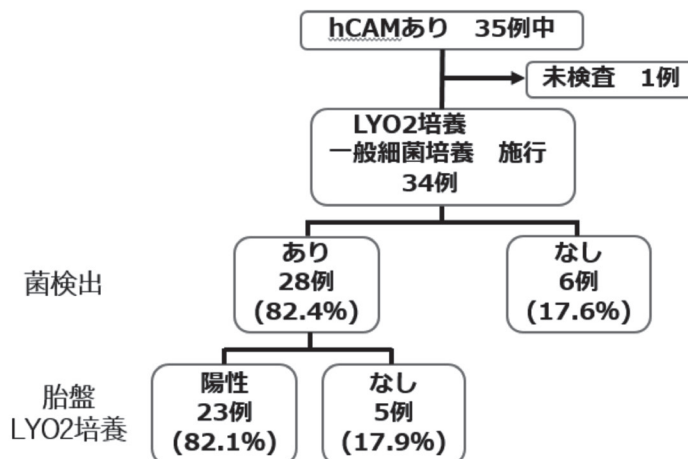 hCAMあり　35例中
未検査　1例
LYO2培養
一般細菌培養　施行
34例
菌検出
あり
28例
(82.4%)
なし
6例
(17.6%)
胎盤
LYO2培養
陽性
23例
(82.1%)
なし
5例
(17.9%)